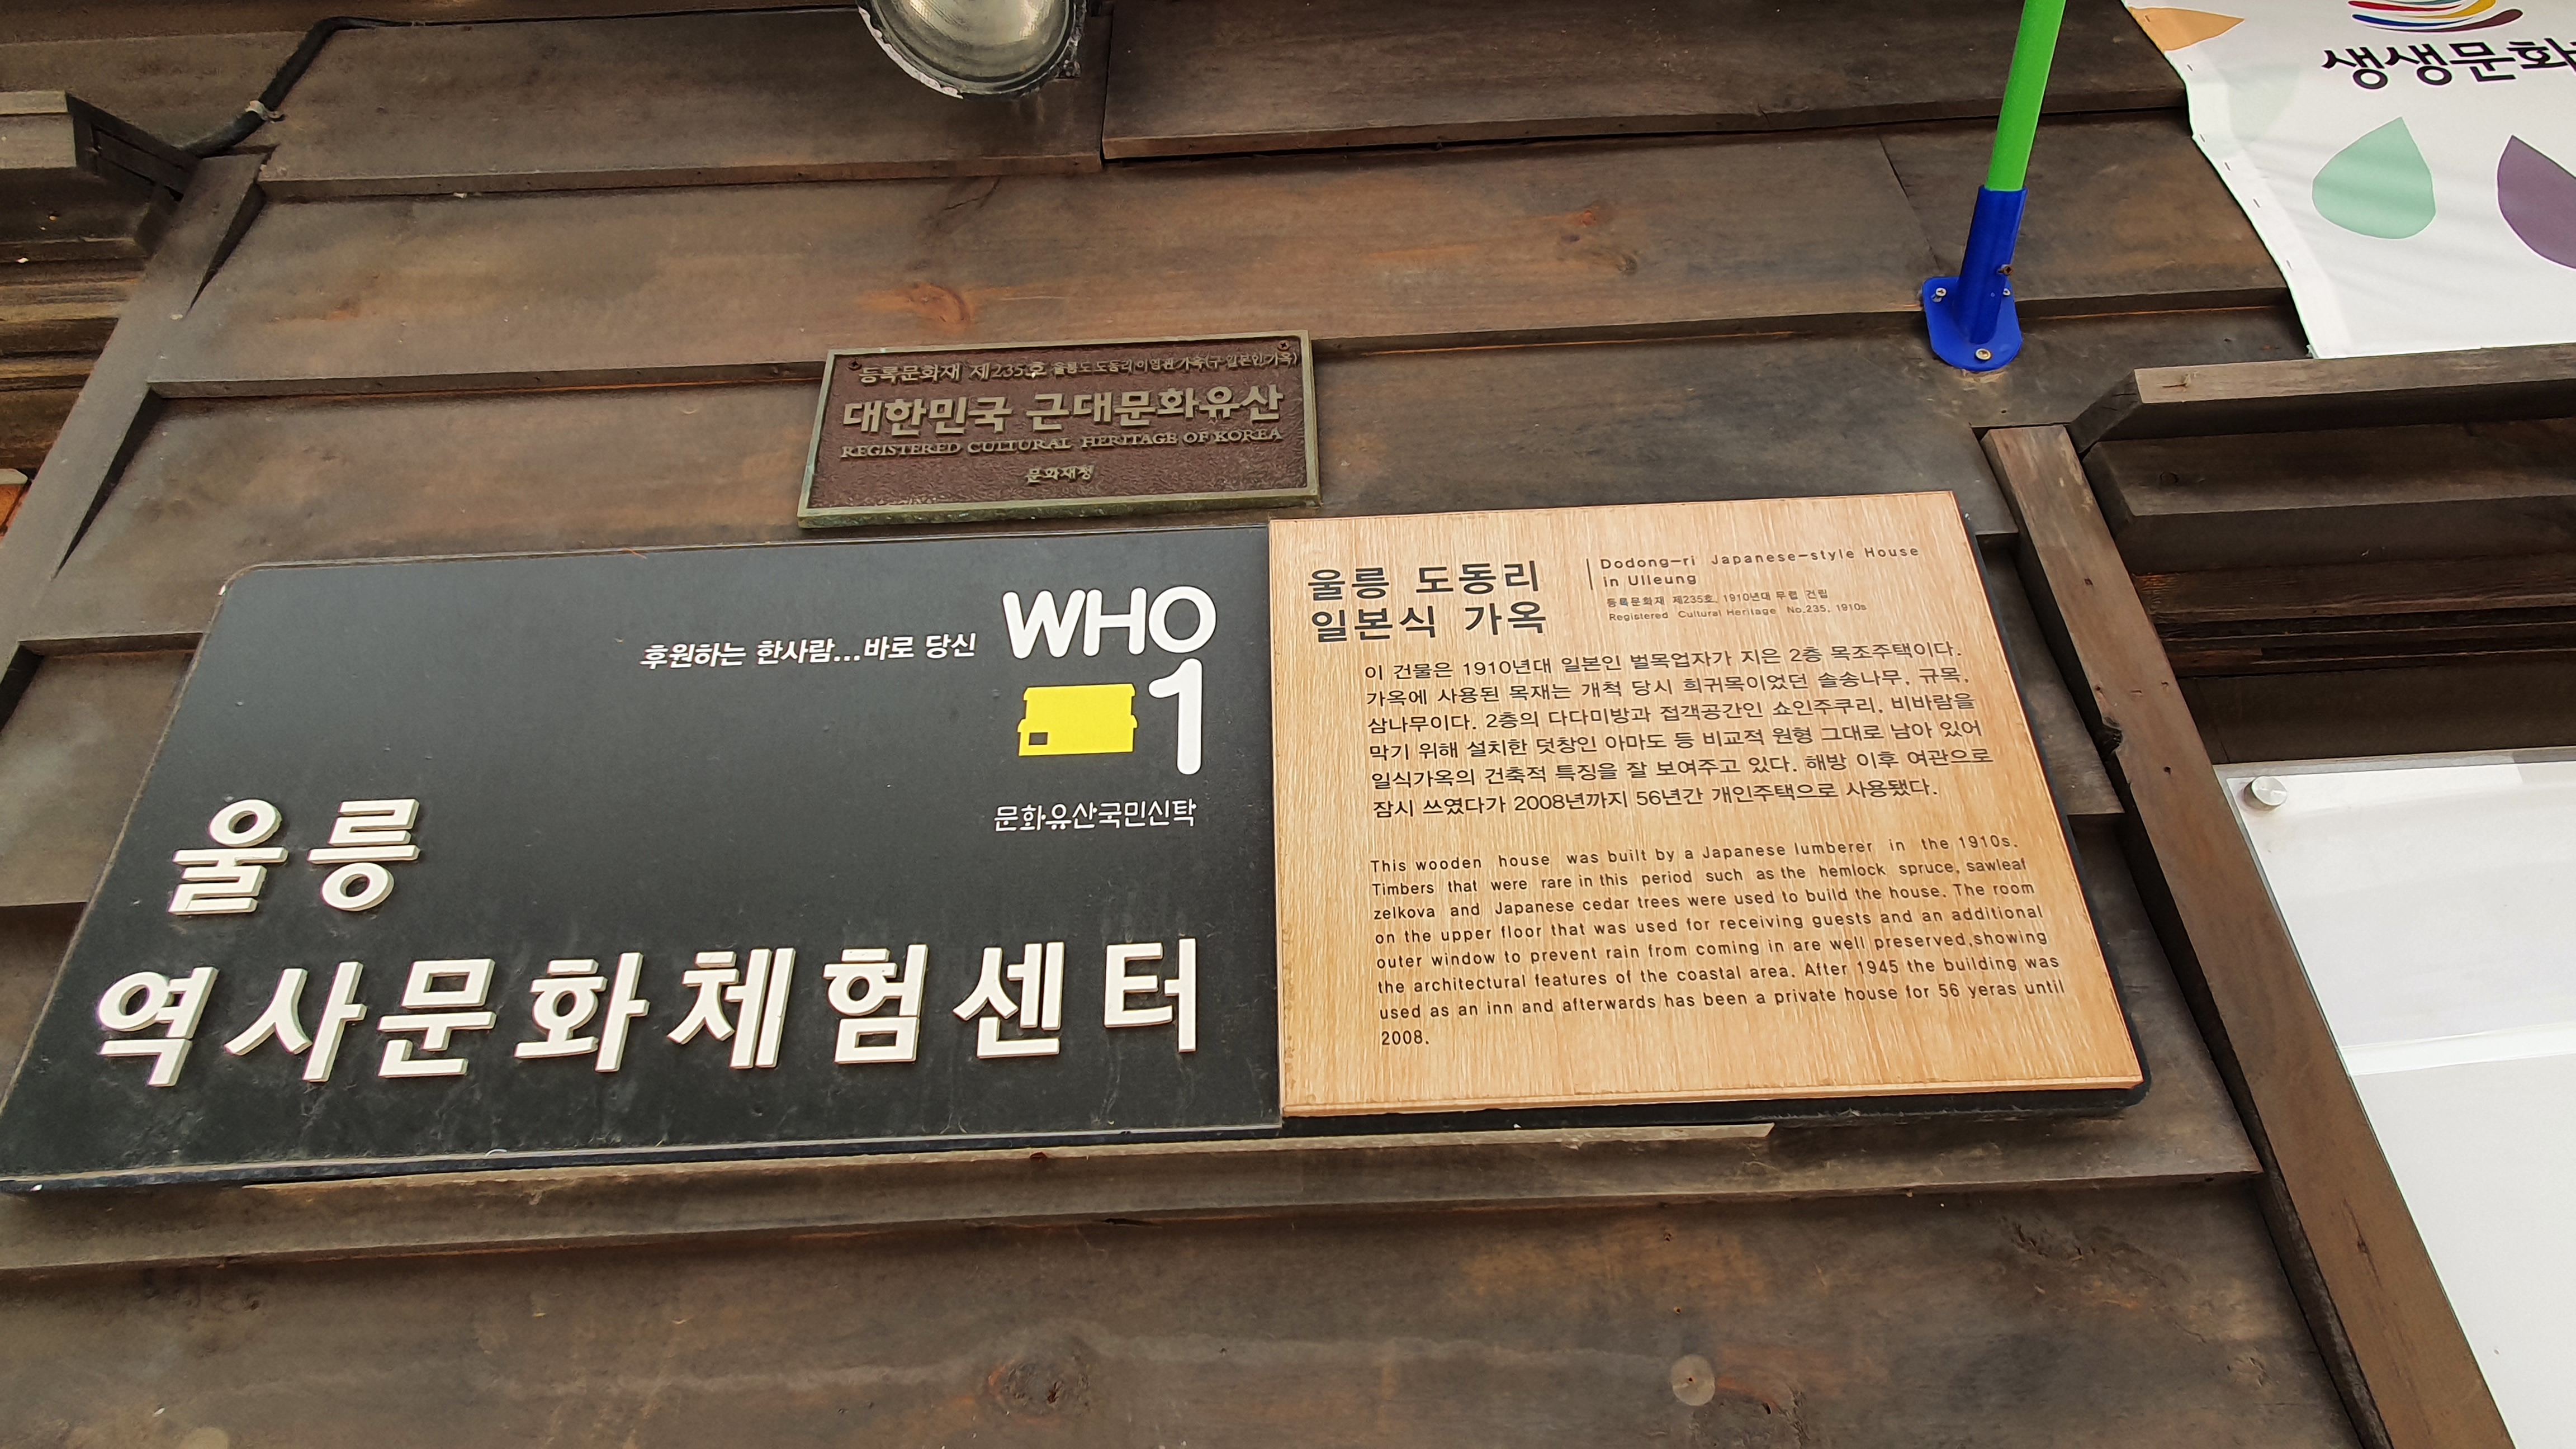 생생문화
등록문화재 제235호 울릉도 도동리 이영관 가옥(구 일본인가옥)
대한민국 근대문화유산
REGISTERED CULTURAL HERITAGE OF KOREA
문화재청
후원하는 한사람...바로 당신
WHO
1
문화유산국민신탁
울릉
역사문화체험센터
울릉 도동리
일본식 가옥
Dodong-ri Japanese-style House
in Ulleung
등록문화재 제235호, 1910년대 무렵 건립
Registered Cultural Heritage No.235, 1910s
이 건물은 1910년대 일본인 벌목업자가 지은 2층 목조주택이다.
가옥에 사용된 목재는 개척 당시 희귀목이었던 솔송나무, 규목,
삼나무이다. 2층의 다다미방과 접객공간인 쇼인주쿠리, 비바람을
막기 위해 설치한 덧창인 아마도 등 비교적 원형 그대로 남아 있어
일식가옥의 건축적 특징을 잘 보여주고 있다. 해방 이후 여관으로
잠시 쓰였다가 2008년까지 56년간 개인주택으로 사용됐다.
This wooden house was built by a Japanese lumberer in the 1910s.
Timbers that were rare in this period such as the hemlock spruce, sawleaf
zelkova and Japanese cedar trees were used to build the house. The room
on the upper floor that was used for receiving guests and an additional
outer window to prevent rain from coming in are well preserved,showing
the architectural features of the coastal area. After 1945 the building was
used as an inn and afterwards has been a private house for 56 yeras until
2008.